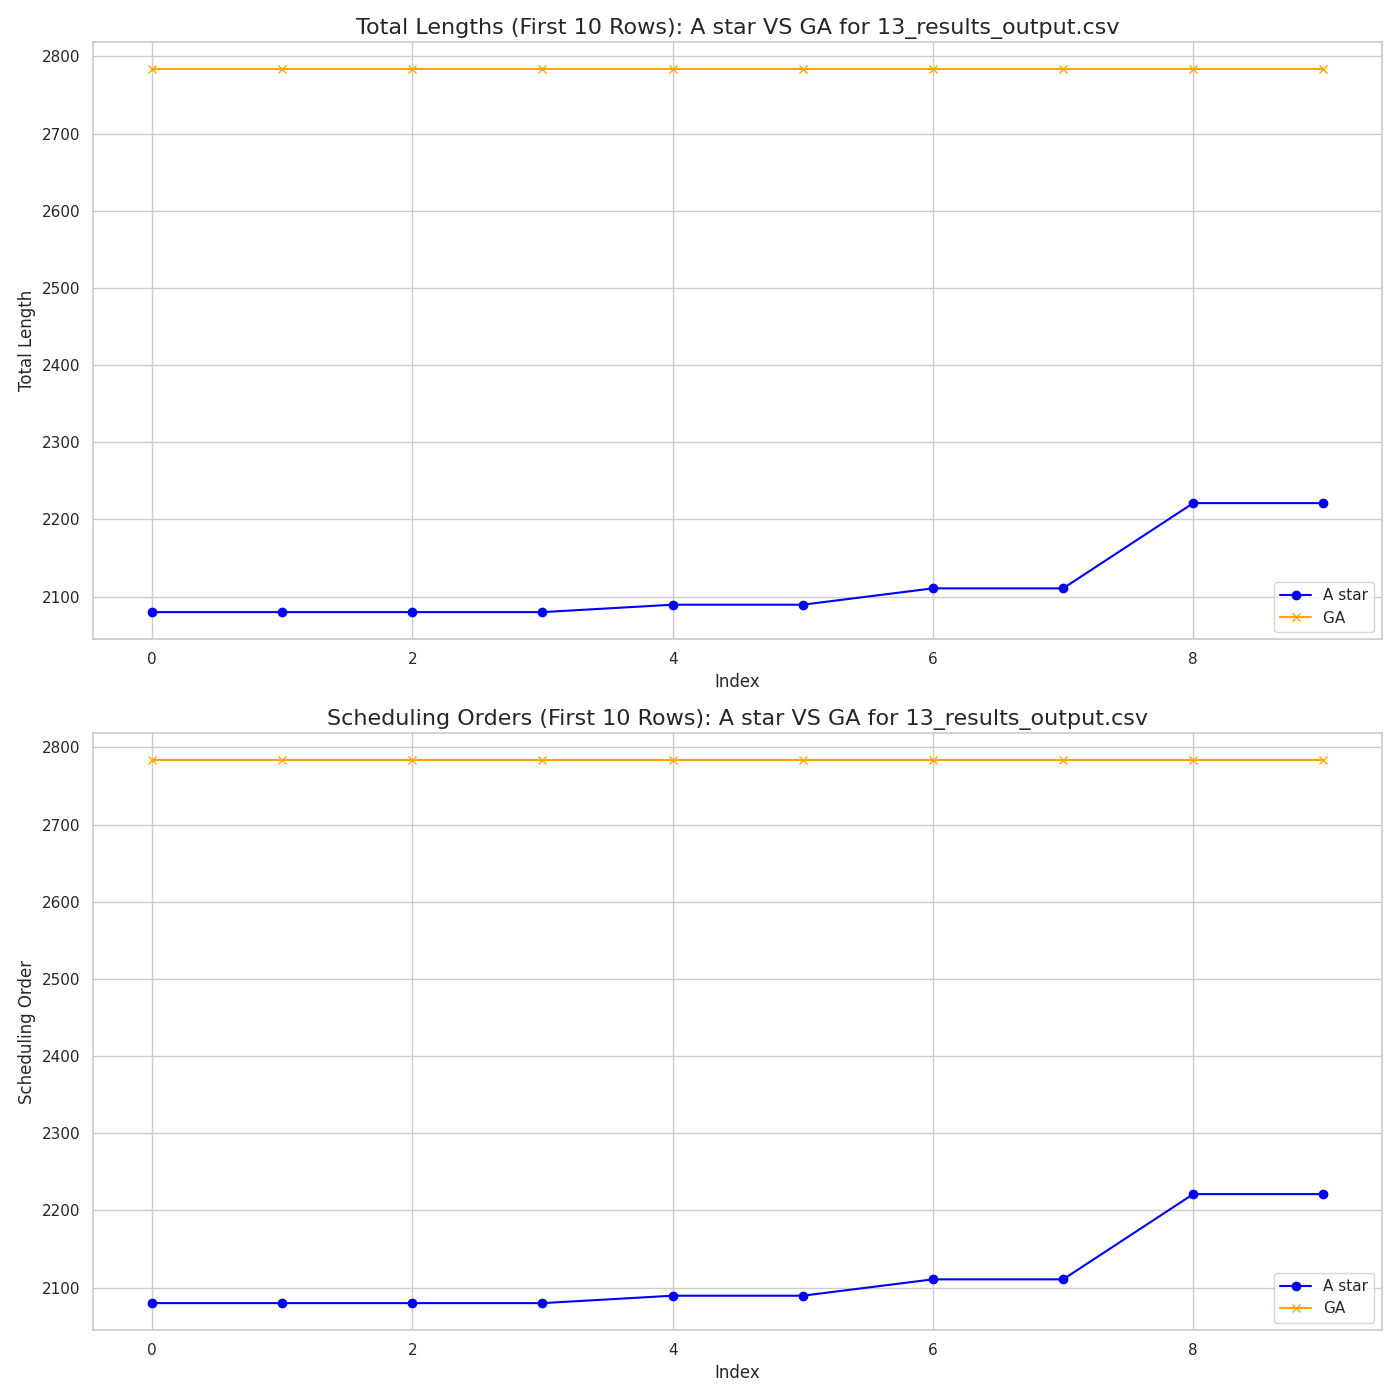 Total Lengths (First 10 Rows): A star VS GA for 13_results_output.csv
2800
2700
2600
2500
2400
2300
2200
2100
Total Length
0 2 4 6 8
Index
A star
GA
Scheduling Orders (First 10 Rows): A star VS GA for 13_results_output.csv
2800
2700
2600
2500
2400
2300
2200
2100
Scheduling Order
0 2 4 6 8
Index
A star
GA